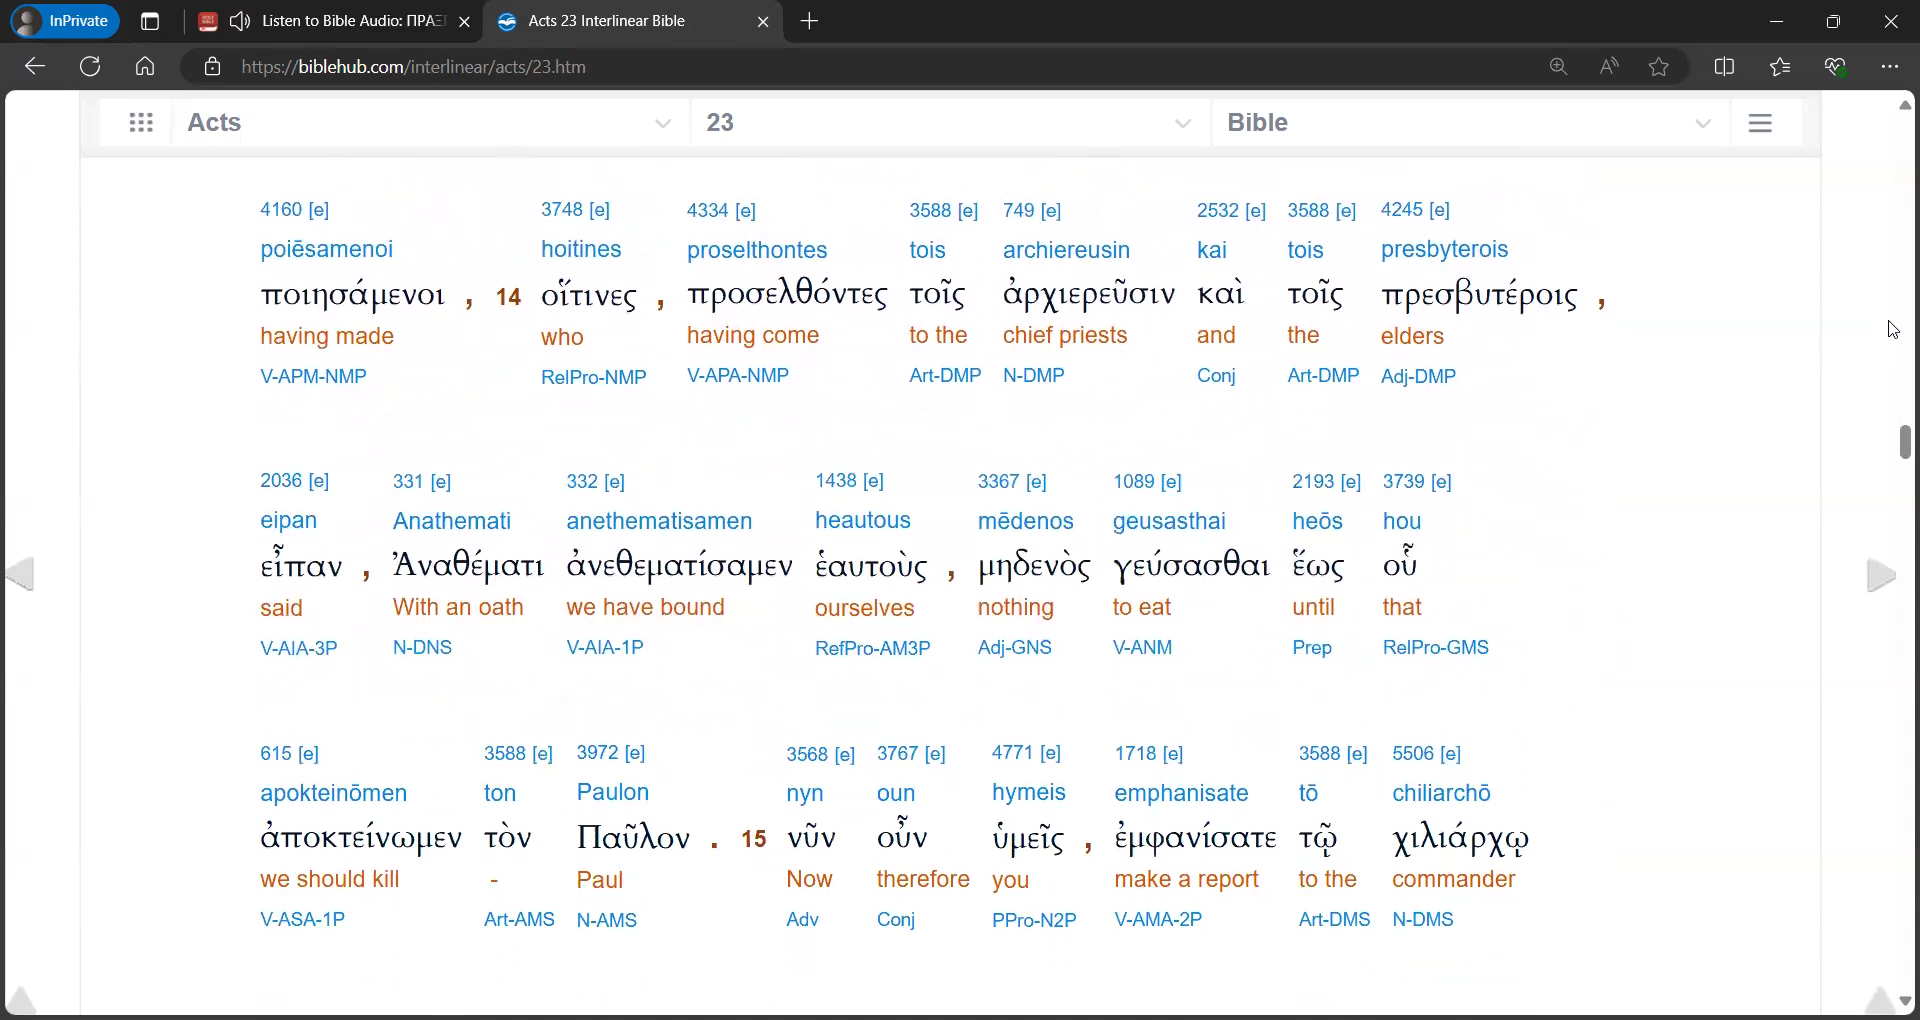 InPrivate
Listen to Bible Audio: ΠΡΑΞ
Acts 23 Interlinear Bible
https://biblehub.com/interlinear/acts/23.htm
Acts 23 Bible
4160 [e] 3748 [e] 4334 [e] 3588 [e] 749 [e] 2532 [e] 3588 [e] 4245 [e]
poiēsamenoi hoitines proselthontes tois archiereusin kai tois presbyterois
ποιησάμενοι , 14 οἵτινες , προσελθόντες τοῖς ἀρχιερεῦσιν καὶ τοῖς πρεσβυτέροις ,
having made who having come to the chief priests and the elders
V-APM-NMP RelPro-NMP V-APA-NMP Art-DMP N-DMP Conj Art-DMP Adj-DMP
2036 [e] 331 [e] 332 [e] 1438 [e] 3367 [e] 1089 [e] 2193 [e] 3739 [e]
eipan Anathemati anethematisamen heautous mēdenos geusasthai heōs hou
εἶπαν , Ἀναθέματι ἀνεθεματίσαμεν ἑαυτοὺς , μηδενὸς γεύσασθαι ἕως οὗ
said With an oath we have bound ourselves nothing to eat until that
V-AIA-3P N-DNS V-AIA-1P RefPro-AM3P Adj-GNS V-ANM Prep RelPro-GMS
615 [e] 3588 [e] 3972 [e] 3568 [e] 3767 [e] 4771 [e] 1718 [e] 3588 [e] 5506 [e]
apokteinōmen ton Paulon nyn oun hymeis emphanisate tō chiliarchō
ἀποκτείνωμεν τὸν Παῦλον . 15 νῦν οὖν ὑμεῖς , ἐμφανίσατε τῷ χιλιάρχῳ
we should kill - Paul Now therefore you make a report to the commander
V-ASA-1P Art-AMS N-AMS Adv Conj PPro-N2P V-AMA-2P Art-DMS N-DMS